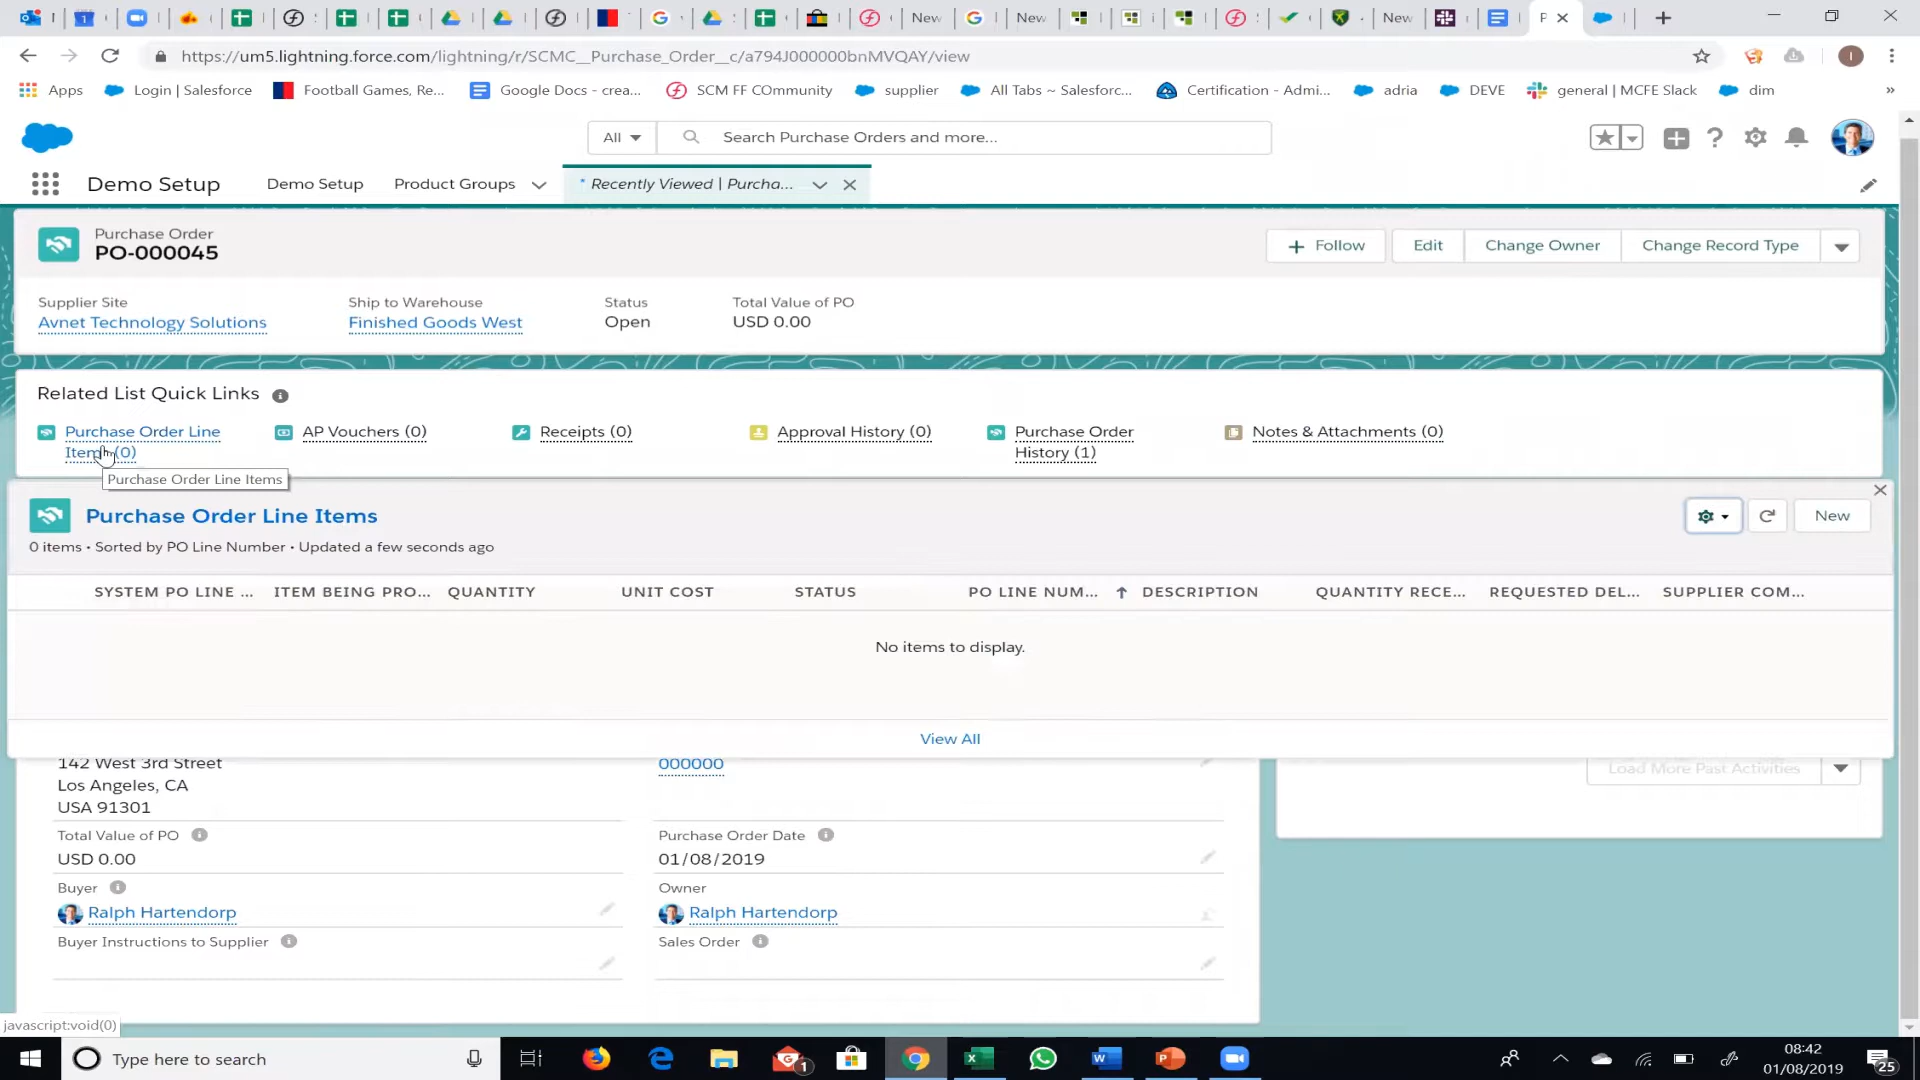 https://um5.lightning.force.com/lightning/r/SCMC__Purchase_Order__c/a794J000000bnMVQAY/view
Apps
Login | Salesforce
Football Games, Re...
Google Docs - crea...
SCM FF COmmunity
supplier
All Tabs ~ Salesforc...
Certification - Admi...
adria
DEVE
general | MCFE Slack
dim
»
All
Search Purchase Orders and more...
Demo Setup
Demo Setup
Product Groups
* Recently Viewed | Purcha...
Purchase Order
PO-000045
Follow
Edit
Change Owner
Change Record Type
Supplier Site
Avnet Technology Solutions
Ship to Warehouse
Finished Goods West
Status
Open
Total Value of PO
USD 0.00
Related List Quick Links
Purchase Order Line
(0)
AP Vouchers (0)
Receipts (0)
Approval History (0)
Purchase Order
History (1)
Notes & Attachments (0)
Purchase Order Line Items
Purchase Order Line Items
New
0 items • Sorted by PO Line Number • Updated a few seconds ago
SYSTEM PO LINE ...
ITEM BEING PRO...
QUANTITY
UNIT COST
STATUS
PO LINE NUM...
DESCRIPTION
QUANTITY RECE...
REQUESTED DEL...
SUPPLIER COM...
No items to display.
View All
142 West 3rd Street
Los Angeles, CA
USA 91301
000000
Load More Past Activities
Total Value of PO
USD 0.00
Purchase Order Date
01/08/2019
Buyer
Ralph Hartendorp
Owner
Ralph Hartendorp
Buyer Instructions to Supplier
Sales Order
javascript:void(0)
Type here to search
08:42
01/08/2019
25